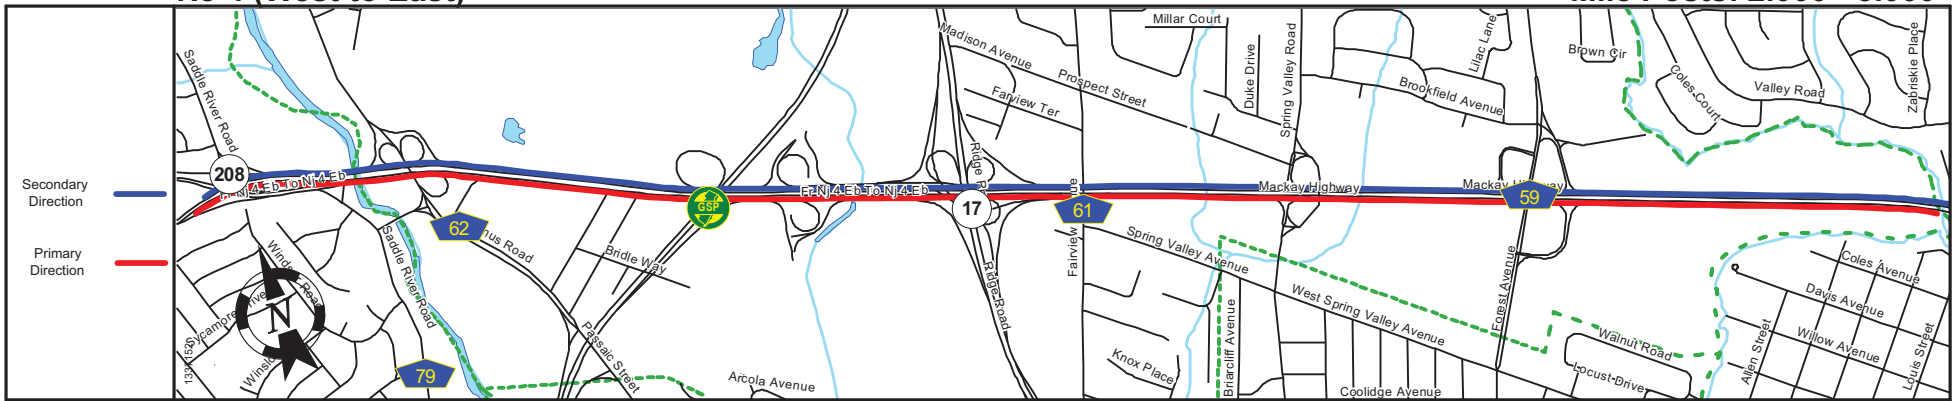 Secondary
Direction
Primary
Direction
Saddle River Road
208
Nj 4 Eb To Nj 4 Eb
62
Bridle Way
Windsor Road
Saddle River Road
Sycamore
N
79
Passaic Street
Arcola Avenue
GSP
Fr Nj 4 Eb To Nj 4 Eb
Madison Avenue
Prospect Street
Farview Ter
17
Ridge Road
61
Fairview
Millar Court
Duke Drive
Spring Valley Road
Mackay Highway
Spring Valley Avenue
West Spring Valley Avenue
Briarcliff Avenue
Knox Place
Coolidge Avenue
Lilac Lane
Brookfield Avenue
Brown Cir
Coles Court
Valley Road
Zabriskie Place
59
Forest Avenue
Walnut Road
Locust Drive
Coles Avenue
Davis Avenue
Willow Avenue
Allen Street
Louis Street